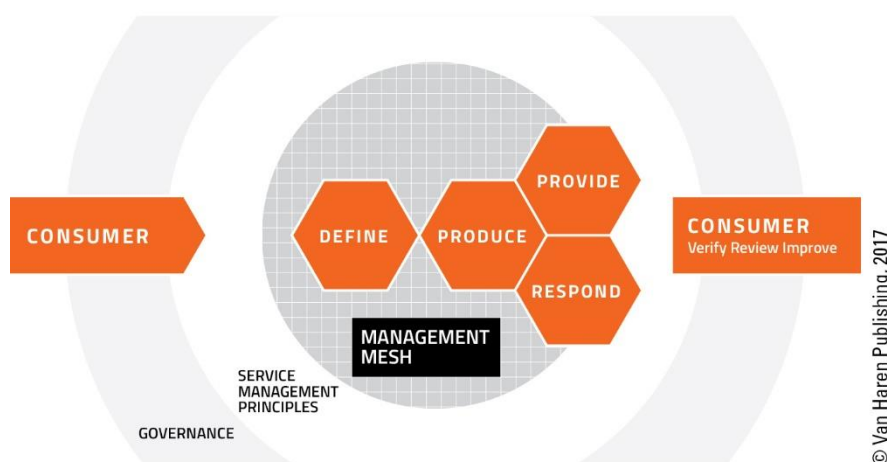 CONSUMER
DEFINE
PRODUCE
PROVIDE
RESPOND
CONSUMER
Verify Review Improve
MANAGEMENT
MESH
SERVICE
MANAGEMENT
PRINCIPLES
GOVERNANCE
© Van Haren Publishing, 2017